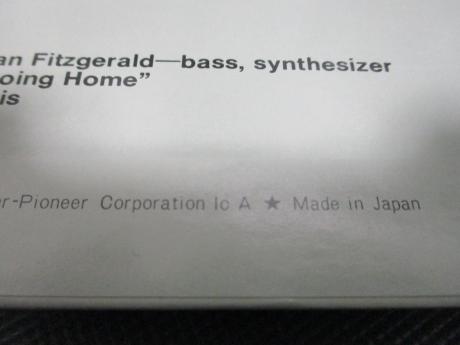 an Fitzgerald—bass, synthesizer
oing Home”
is
r-Pioneer Corporation Ic A ★ Made in Japan